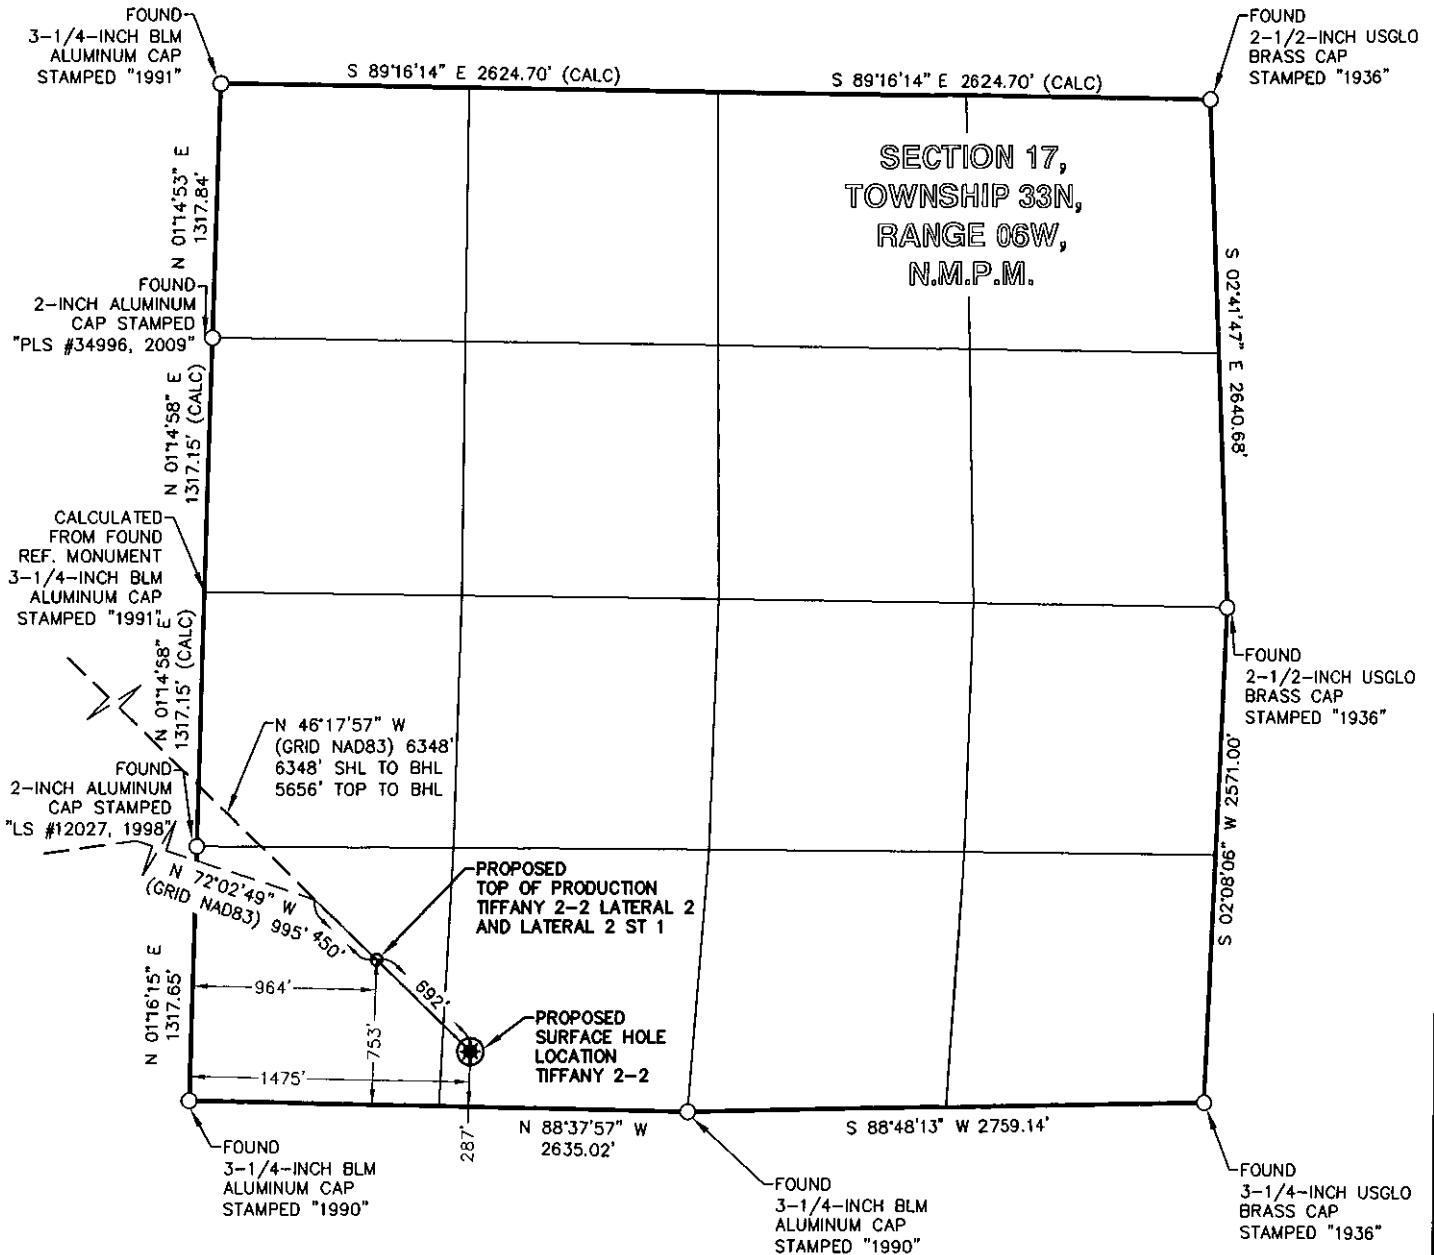 FOUND
3-1/4-INCH BLM
ALUMINUM CAP
STAMPED "1991"
S 89°16'14" E 2624.70' (CALC)
S 89°16'14" E 2624.70' (CALC)
FOUND
2-1/2-INCH USGLO
BRASS CAP
STAMPED "1936"
SECTION 17,
TOWNSHIP 33N,
RANGE 06W,
N.M.P.M.
N 01°14'53" E
1317.84'
FOUND
2-INCH ALUMINUM
CAP STAMPED
"PLS #34996, 2009"
S 02°41'47" E 2640.68'
N 01°14'58" E
1317.15' (CALC)
CALCULATED
FROM FOUND
REF. MONUMENT
3-1/4-INCH BLM
ALUMINUM CAP
STAMPED "1991"
N 01°14'58" E
1317.15' (CALC)
FOUND
2-1/2-INCH USGLO
BRASS CAP
STAMPED "1936"
N 46°17'57" W
(GRID NAD83) 6348'
6348' SHL TO BHL
5656' TOP TO BHL
FOUND
2-INCH ALUMINUM
CAP STAMPED
"LS #12027, 1998"
S 02°08'06" W 2571.00'
N 72°02'49" W
(GRID NAD83) 995'
450'
PROPOSED
TOP OF PRODUCTION
TIFFANY 2-2 LATERAL 2
AND LATERAL 2 ST 1
N 01°16'15" E
1317.65'
964'
692'
753'
PROPOSED
SURFACE HOLE
LOCATION
TIFFANY 2-2
1475'
287'
N 88°37'57" W
2635.02'
S 88°48'13" W 2759.14'
FOUND
3-1/4-INCH BLM
ALUMINUM CAP
STAMPED "1990"
FOUND
3-1/4-INCH BLM
ALUMINUM CAP
STAMPED "1990"
FOUND
3-1/4-INCH USGLO
BRASS CAP
STAMPED "1936"